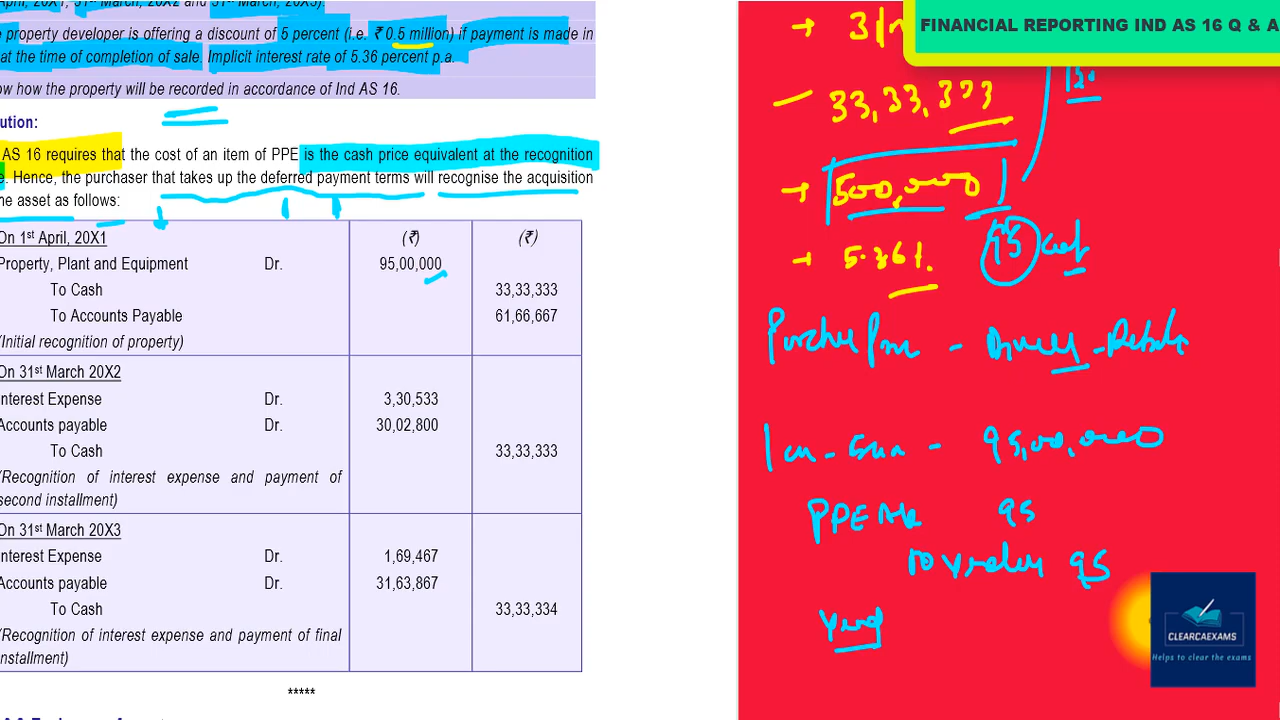 April, 20X1, 31st March, 20X2 and 31st March, 20X3).
property developer is offering a discount of 5 percent (i.e. ₹ 0.5 million) if payment is made in
at the time of completion of sale. Implicit interest rate of 5.36 percent p.a.
ow how the property will be recorded in accordance of Ind AS 16.
ution:
AS 16 requires that the cost of an item of PPE is the cash price equivalent at the recognition
e. Hence, the purchaser that takes up the deferred payment terms will recognise the acquisition
he asset as follows:
On 1st April, 20X1 (₹) (₹)
Property, Plant and Equipment Dr. 95,00,000
To Cash 33,33,333
To Accounts Payable 61,66,667
(Initial recognition of property)
On 31st March 20X2
Interest Expense Dr. 3,30,533
Accounts payable Dr. 30,02,800
To Cash 33,33,333
(Recognition of interest expense and payment of
second installment)
On 31st March 20X3
Interest Expense Dr. 1,69,467
Accounts payable Dr. 31,63,867
To Cash 33,33,334
(Recognition of interest expense and payment of final
installment)
*****
FINANCIAL REPORTING IND AS 16 Q & A
33,33,333
500,000
5.36%
95
Purchase
95,00,000
PPE 95
95
CLEARCAEXAMS
Helps to clear the exams